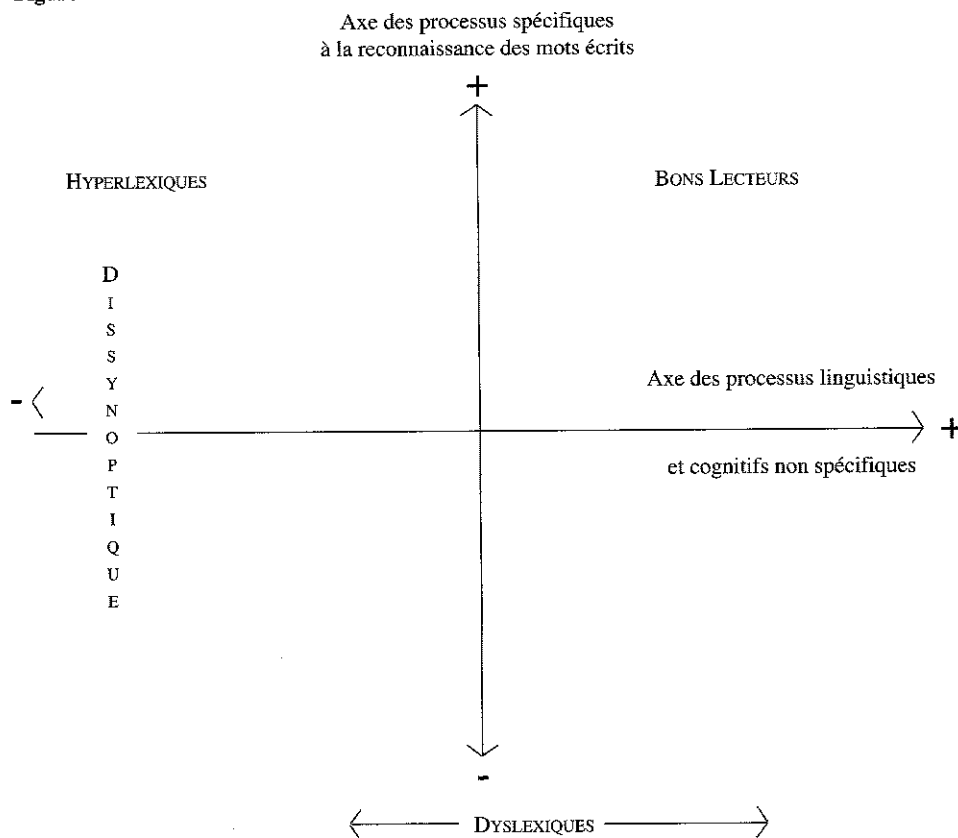 Axe des processus spécifiques
à la reconnaissance des mots écrits
+
HYPERLEXIQUES
BONS LECTEURS
DISSYNOPTIQUE
Axe des processus linguistiques
-
+
et cognitifs non spécifiques
-
DYSLEXIQUES